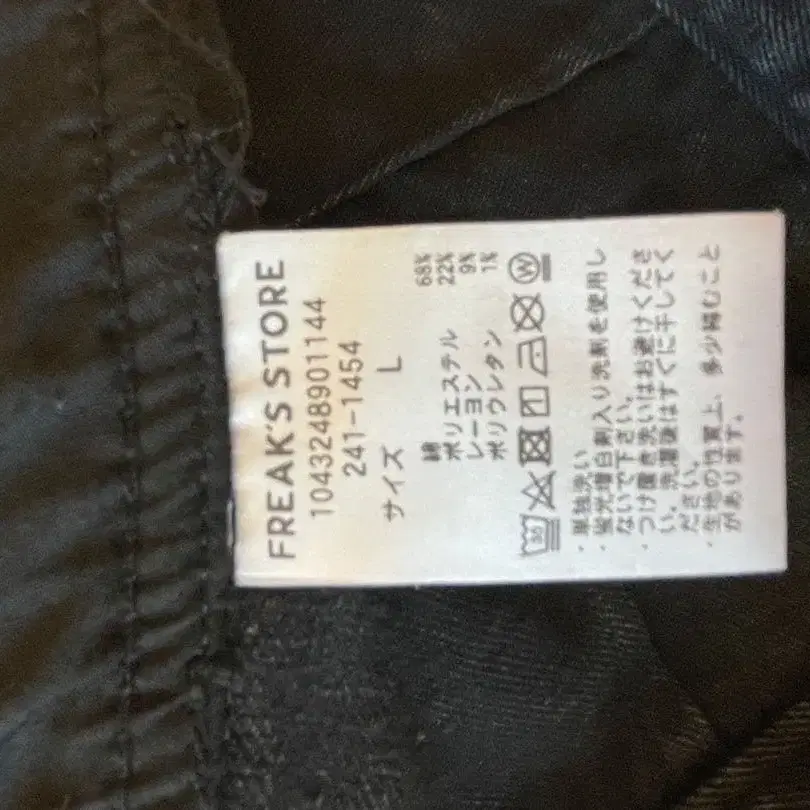 FREAK'S STORE
1043248901144
241-1454
サイズ L
綿 68%
ポリエステル 22%
レーヨン 9%
ポリウレタン 1%
30 W
・単独洗い
・蛍光増白剤入り洗剤を使用し
ないで下さい。
・つけ置き洗いはお避けくださ
い。洗濯後はすぐに干してく
ださい。
・生地の性質上、多少縮むこと
があります。